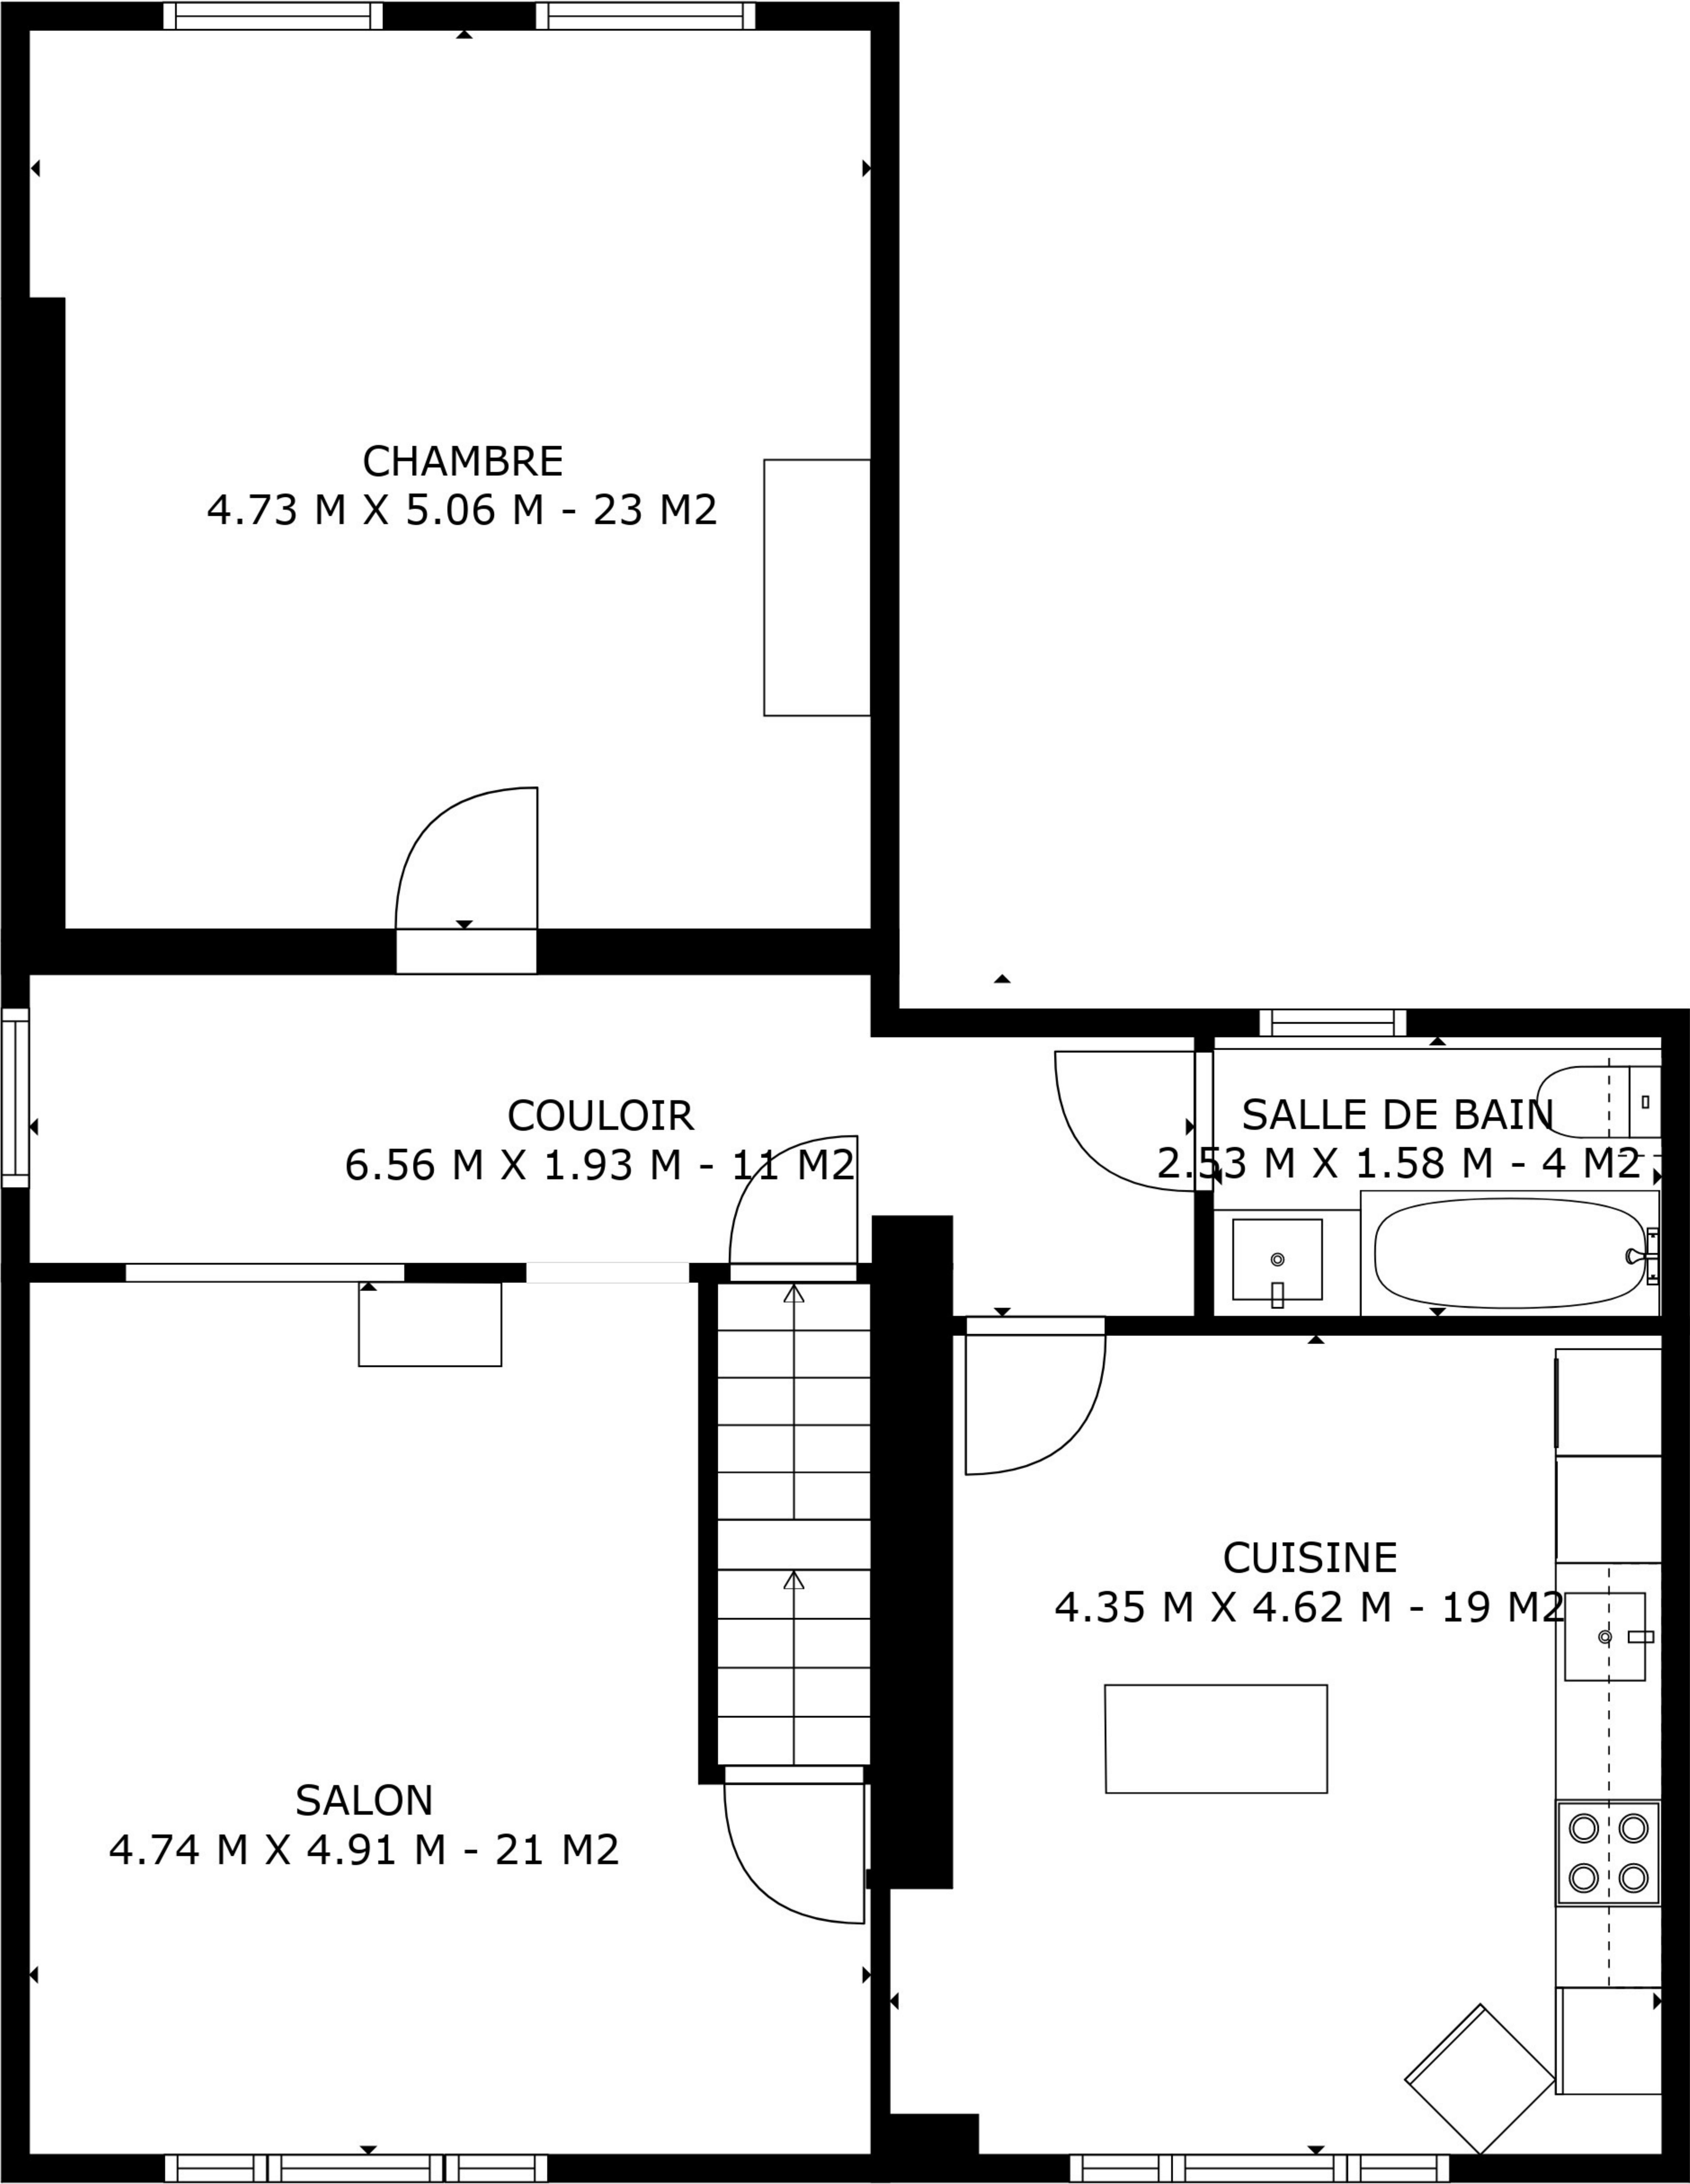 CHAMBRE
4.73 M X 5.06 M - 23 M2
COULOIR
6.56 M X 1.93 M - 11 M2
SALLE DE BAIN
2.53 M X 1.58 M - 4 M2
CUISINE
4.35 M X 4.62 M - 19 M2
SALON
4.74 M X 4.91 M - 21 M2